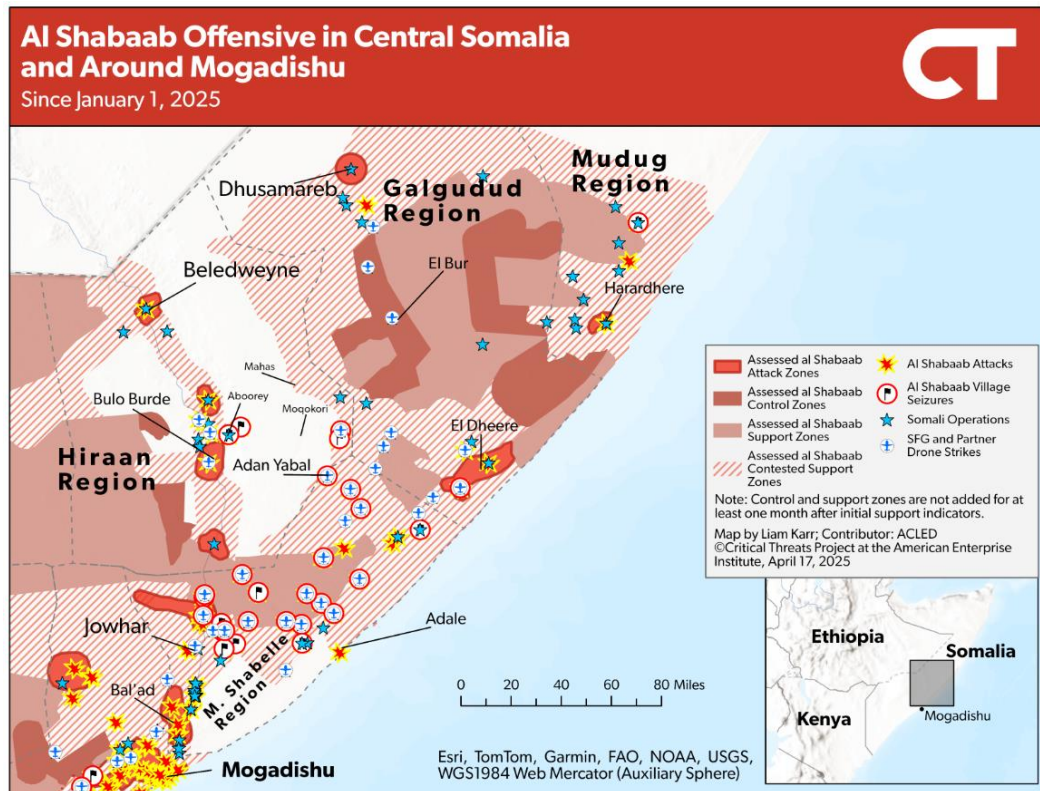 Al Shabaab Offensive in Central Somalia
and Around Mogadishu
Since January 1, 2025
CT
Mudug
Region
Dhusamareb
Galgudud
Region
Beledweyne
El Bur
Harardhere
Mahas
Bulo Burde
Aboorey
Moqokori
El Dheere
Hiraan
Region
Adan Yabal
Jowhar
Adale
M. Shabelle
Region
Bal'ad
Mogadishu
Assessed al Shabaab
Attack Zones
Assessed al Shabaab
Control Zones
Assessed al Shabaab
Support Zones
Assessed al Shabaab
Contested Support
Zones
Al Shabaab Attacks
Al Shabaab Village
Seizures
Somali Operations
SFG and Partner
Drone Strikes
Note: Control and support zones are not added for at
least one month after initial support indicators.
Map by Liam Karr; Contributor: ACLED
©Critical Threats Project at the American Enterprise
Institute, April 17, 2025
0 20 40 60 80 Miles
Esri, TomTom, Garmin, FAO, NOAA, USGS,
WGS1984 Web Mercator (Auxiliary Sphere)
Ethiopia
Somalia
Kenya
Mogadishu